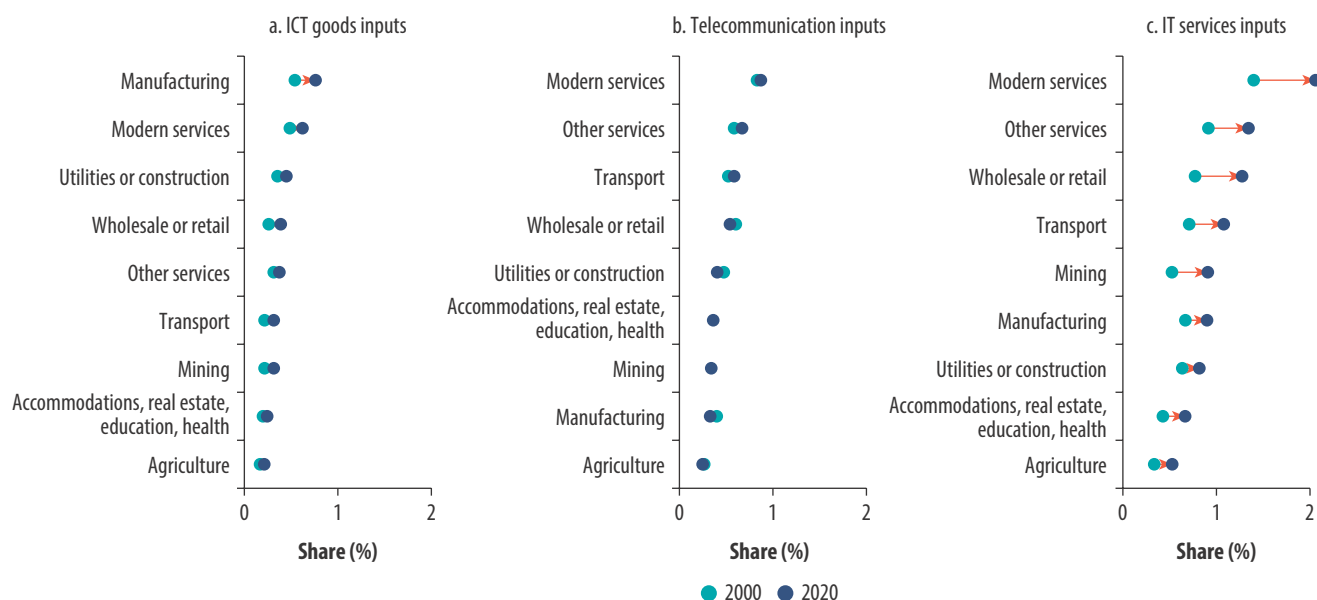 a. ICT goods inputs
Manufacturing
Modern services
Utilities or construction
Wholesale or retail
Other services
Transport
Mining
Accommodations, real estate,
education, health
Agriculture
0 1 2
Share (%)
b. Telecommunication inputs
Modern services
Other services
Transport
Wholesale or retail
Utilities or construction
Accommodations, real estate,
education, health
Mining
Manufacturing
Agriculture
0 1 2
Share (%)
c. IT services inputs
Modern services
Other services
Wholesale or retail
Transport
Mining
Manufacturing
Utilities or construction
Accommodations, real estate,
education, health
Agriculture
0 1 2
Share (%)
2000 2020